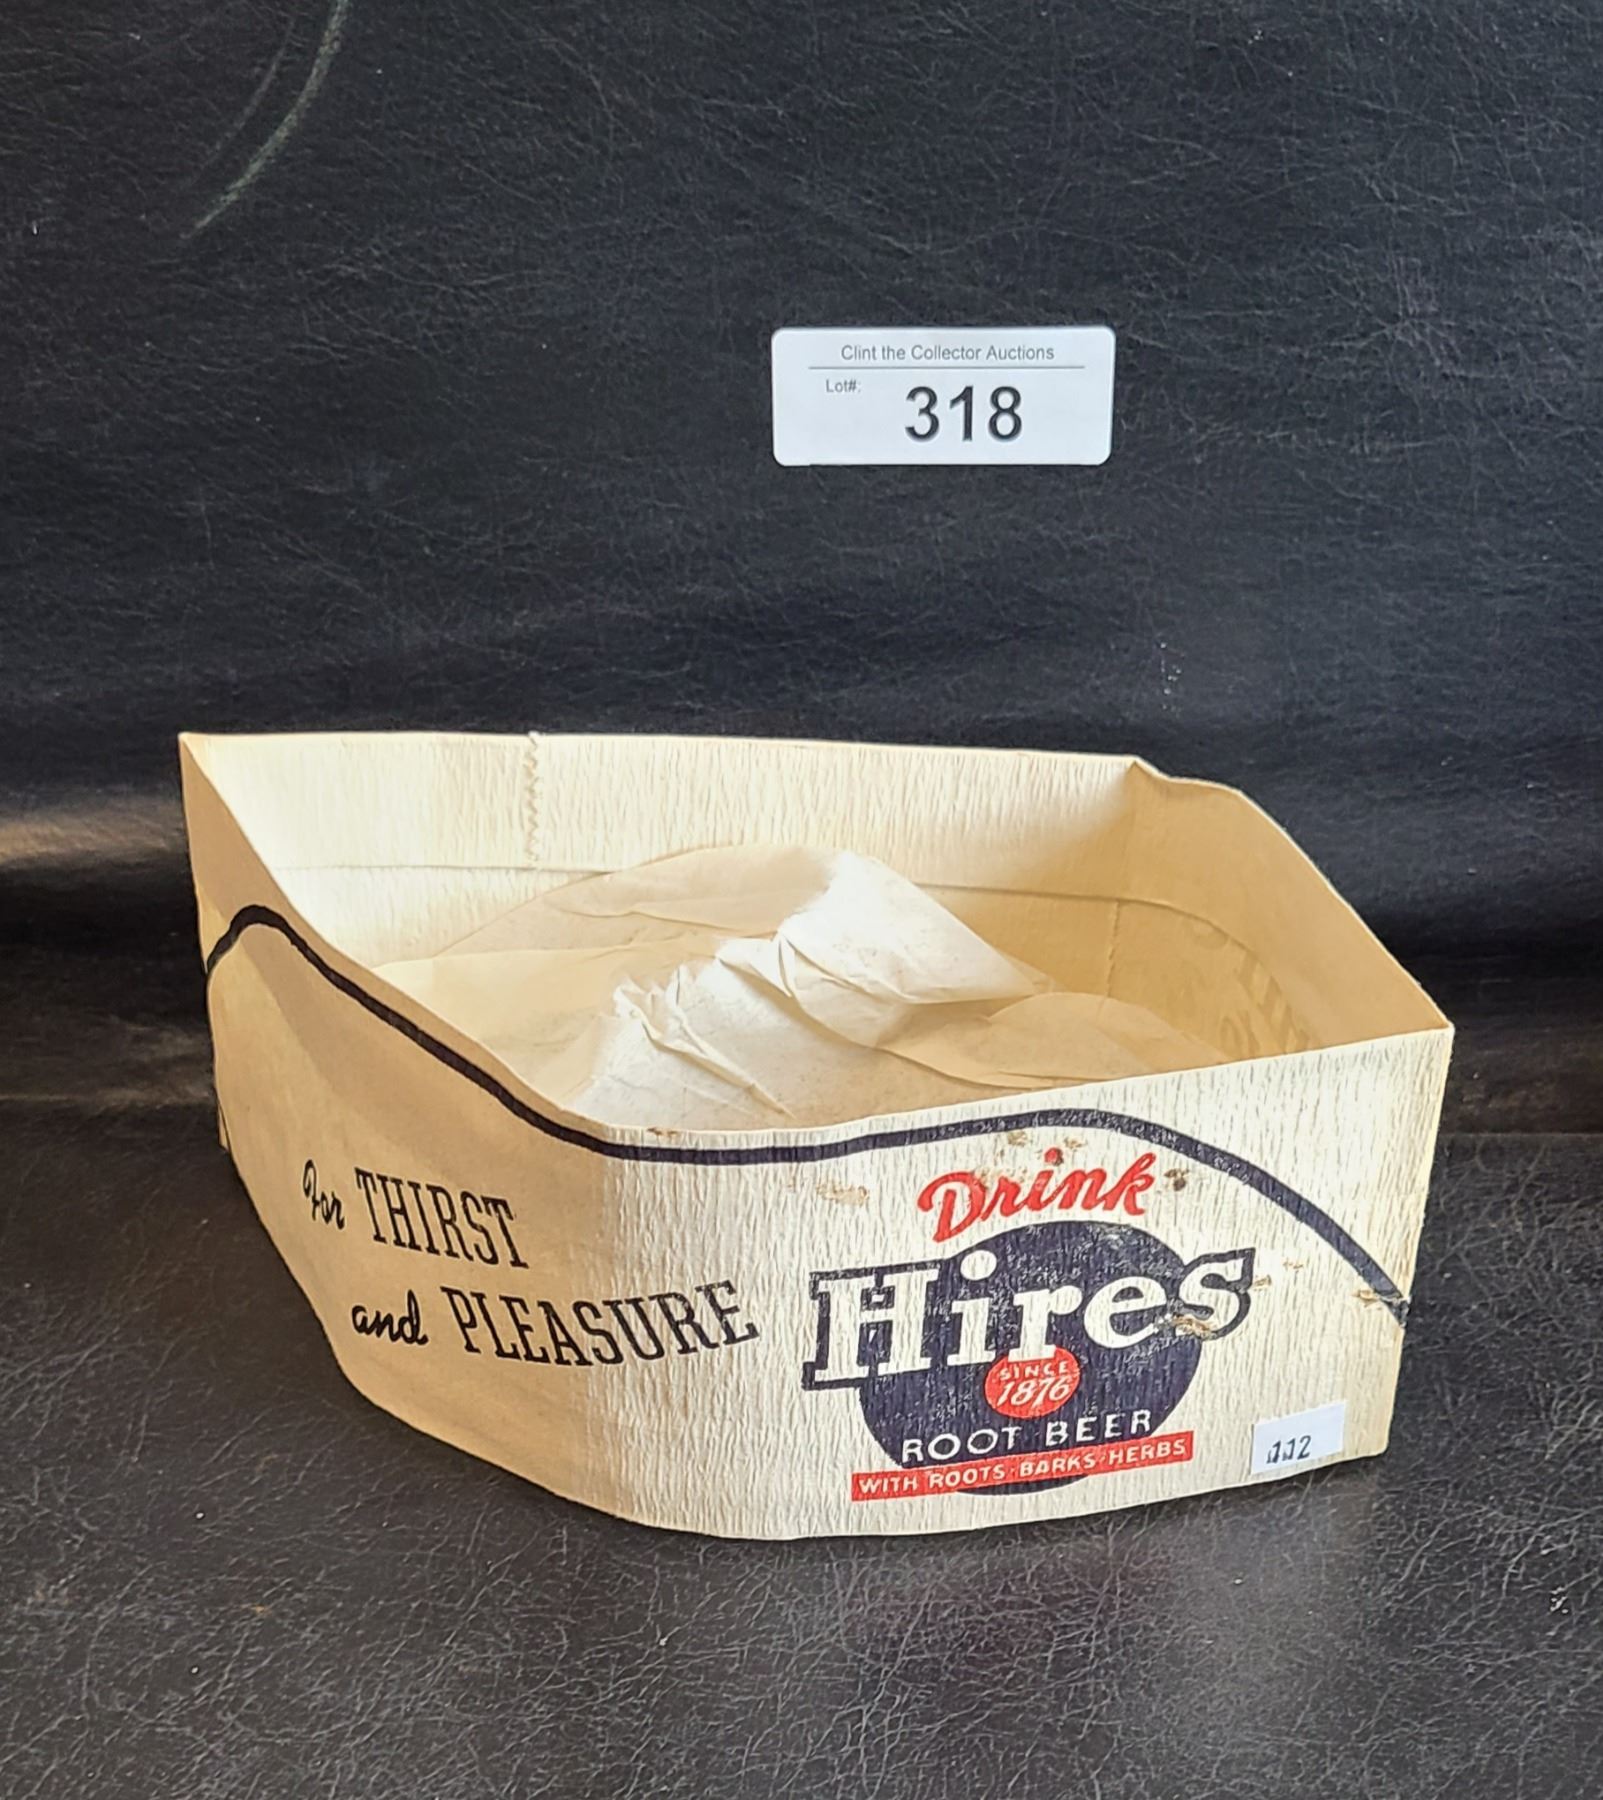 Clint the Collector Auctions
Lot#: 318
For THIRST
and PLEASURE
Drink
Hires
SINCE
1876
ROOT BEER
WITH ROOTS·BARKS·HERBS
112